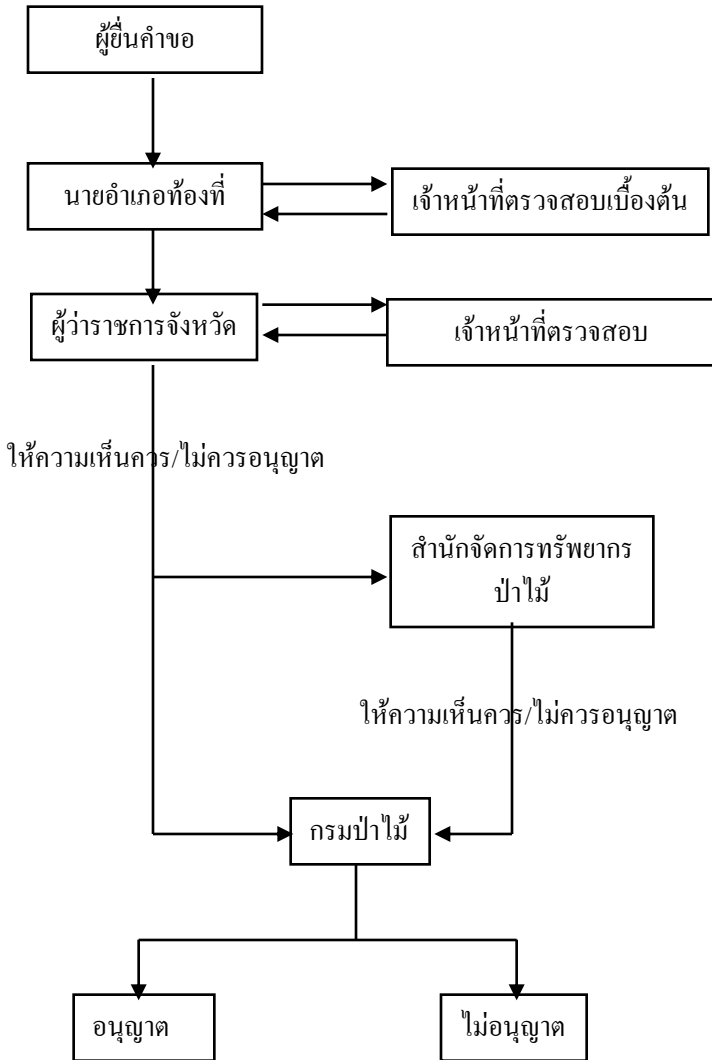 ผู้ยื่นคำขอ
นายอำเภอท้องที่
เจ้าหน้าที่ตรวจสอบเบื้องต้น
ผู้ว่าราชการจังหวัด
เจ้าหน้าที่ตรวจสอบ
ให้ความเห็นควร/ไม่ควรอนุญาต
สำนักจัดการทรัพยากร
ป่าไม้
ให้ความเห็นควร/ไม่ควรอนุญาต
กรมป่าไม้
อนุญาต
ไม่อนุญาต